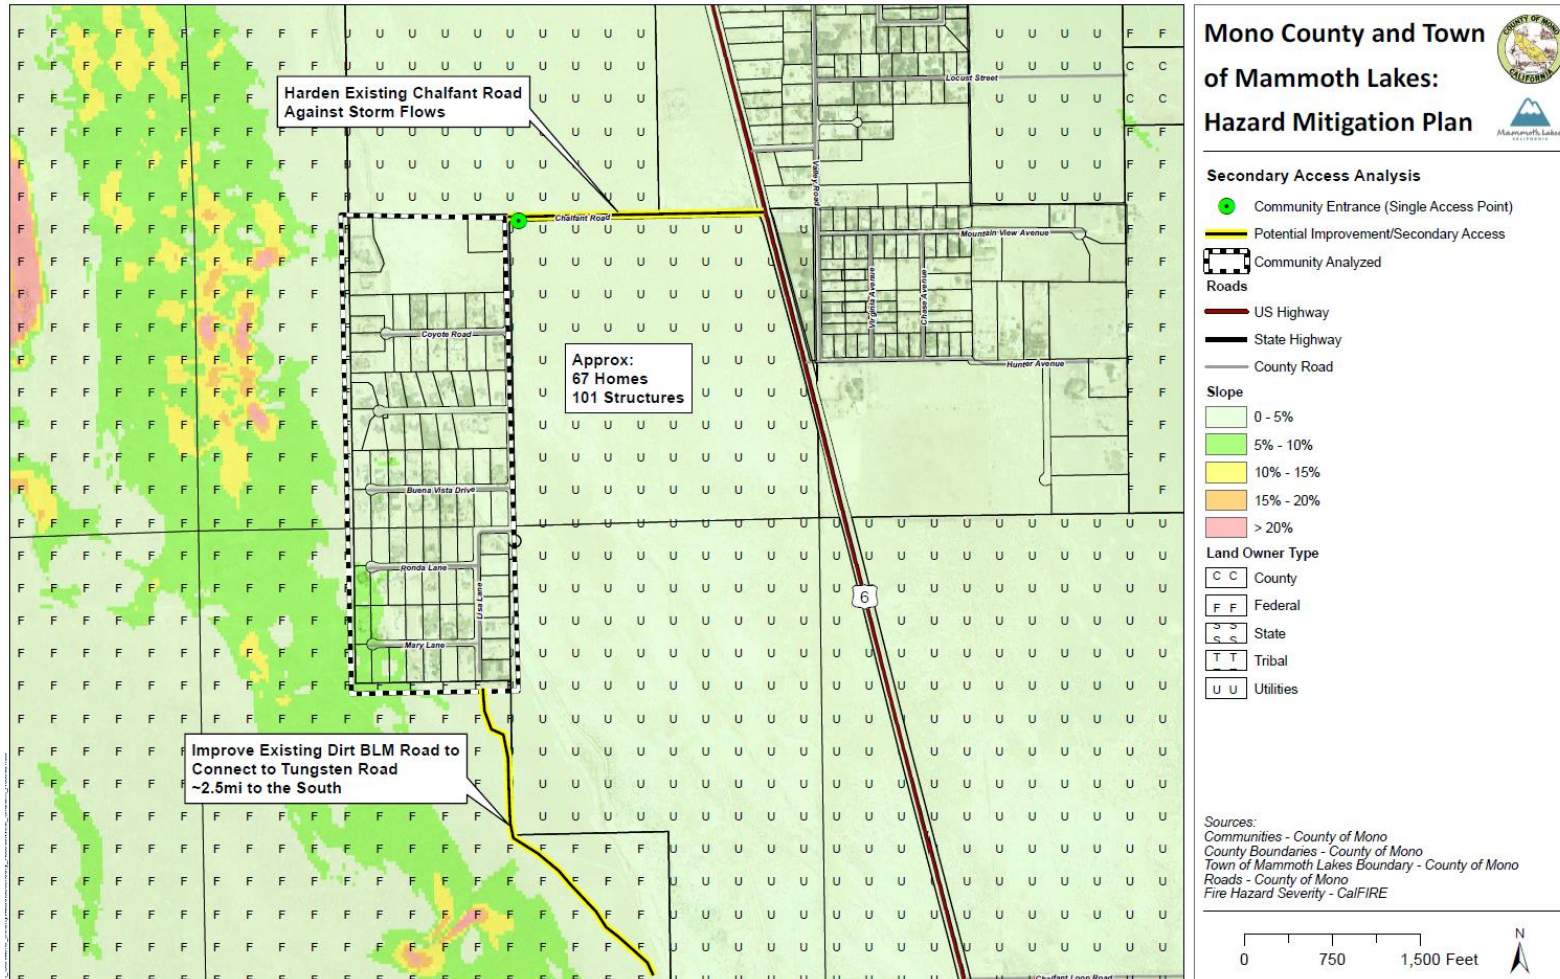 Harden Existing Chalfant Road
Against Storm Flows
Chalfant Road
Locust Street
Valley Road
Mountain View Avenue
Virginia Avenue
Chase Avenue
Hunter Avenue
Coyote Road
Approx:
67 Homes
101 Structures
Buena Vista Drive
Ronda Lane
Lisa Lane
Mary Lane
6
Improve Existing Dirt BLM Road to
Connect to Tungsten Road
~2.5mi to the South
Chalfant Loop Road
Mono County and Town
of Mammoth Lakes:
Hazard Mitigation Plan
COUNTY OF MONO
CALIFORNIA
Mammoth Lakes
CALIFORNIA
Secondary Access Analysis
Community Entrance (Single Access Point)
Potential Improvement/Secondary Access
Community Analyzed
Roads
US Highway
State Highway
County Road
Slope
0 - 5%
5% - 10%
10% - 15%
15% - 20%
> 20%
Land Owner Type
C C County
F F Federal
S S State
T T Tribal
U U Utilities
Sources:
Communities - County of Mono
County Boundaries - County of Mono
Town of Mammoth Lakes Boundary - County of Mono
Roads - County of Mono
Fire Hazard Severity - CalFIRE
N
0 750 1,500 Feet